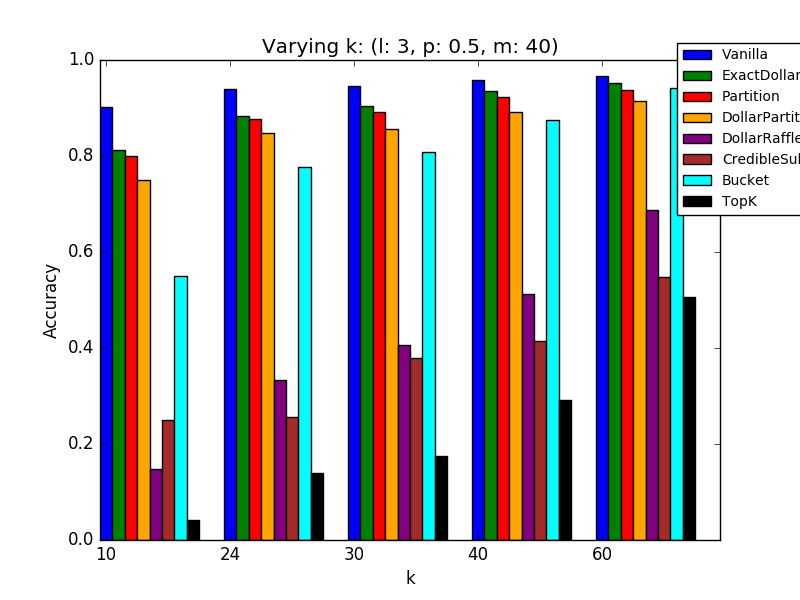 Varying k: (l: 3, p: 0.5, m: 40)
Vanilla
ExactDollar
Partition
DollarPartit
DollarRaffle
CredibleSul
Bucket
TopK
1.0
0.8
0.6
0.4
0.2
0.0
Accuracy
10 24 30 40 60
k